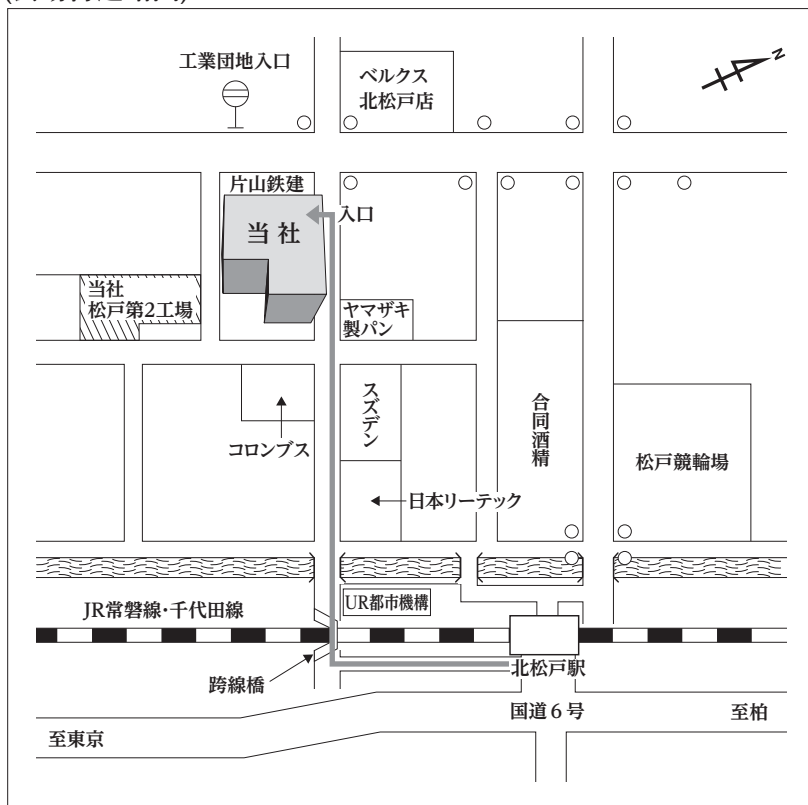 工業団地入口
ベルクス
北松戸店
N
片山鉄建
入口
当社
当社
松戸第2工場
ヤマザキ
製パン
スズデン
合同酒精
コロンブス
松戸競輪場
日本リーテック
UR都市機構
JR常磐線・千代田線
跨線橋
北松戸駅
国道6号
至柏
至東京